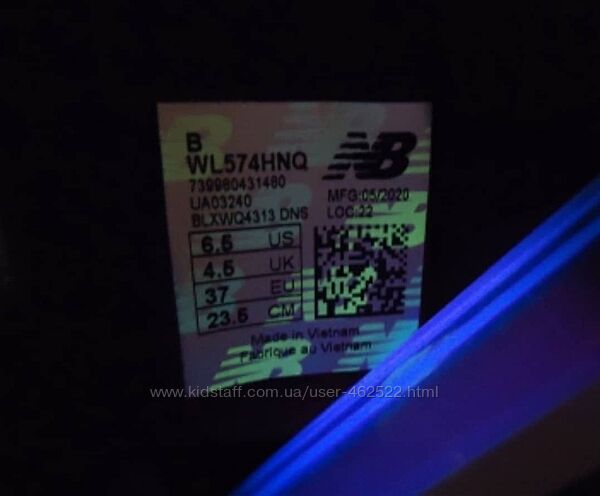 B
WL574HNQ
739980431480
UA03240
BLXWQ4313 DNS
NB
MFG:05/2020
LOC:22
6.5 US
4.5 UK
37 EU
23.5 CM
Made in Vietnam
Fabriqué au Vietnam
www.kidstaff.com.ua/user-462522.html